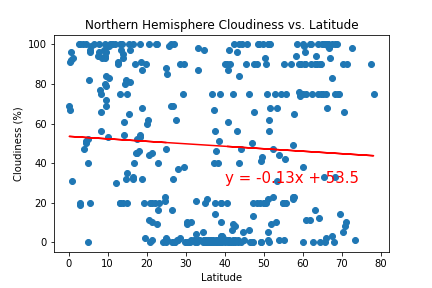 Northern Hemisphere Cloudiness vs. Latitude
100
80
60
40
20
0
Cloudiness (%)
y = -0.13x + 53.5
0 10 20 30 40 50 60 70 80
Latitude